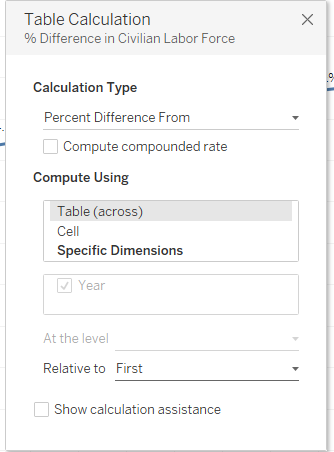 Table Calculation
% Difference in Civilian Labor Force
Calculation Type
Percent Difference From
Compute compounded rate
Compute Using
Table (across)
Cell
Specific Dimensions
Year
At the level
Relative to First
Show calculation assistance